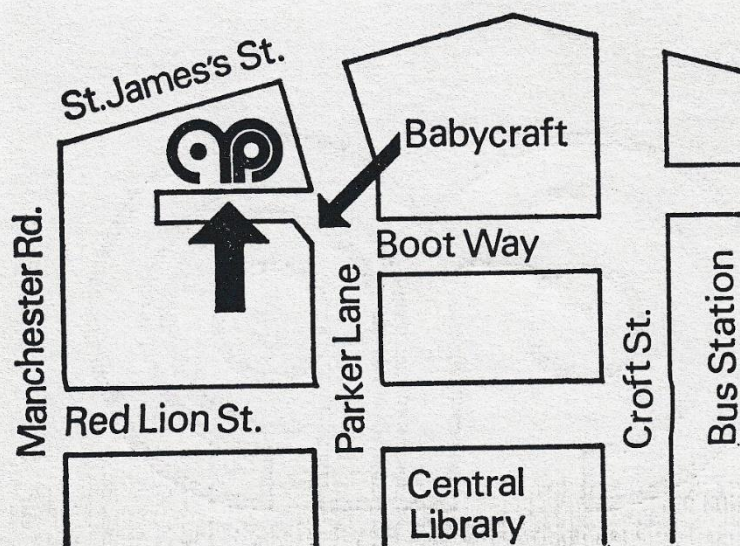 St.James's St.
ap
Babycraft
Boot Way
Manchester Rd.
Parker Lane
Croft St.
Bus Station
Red Lion St.
Central
Library